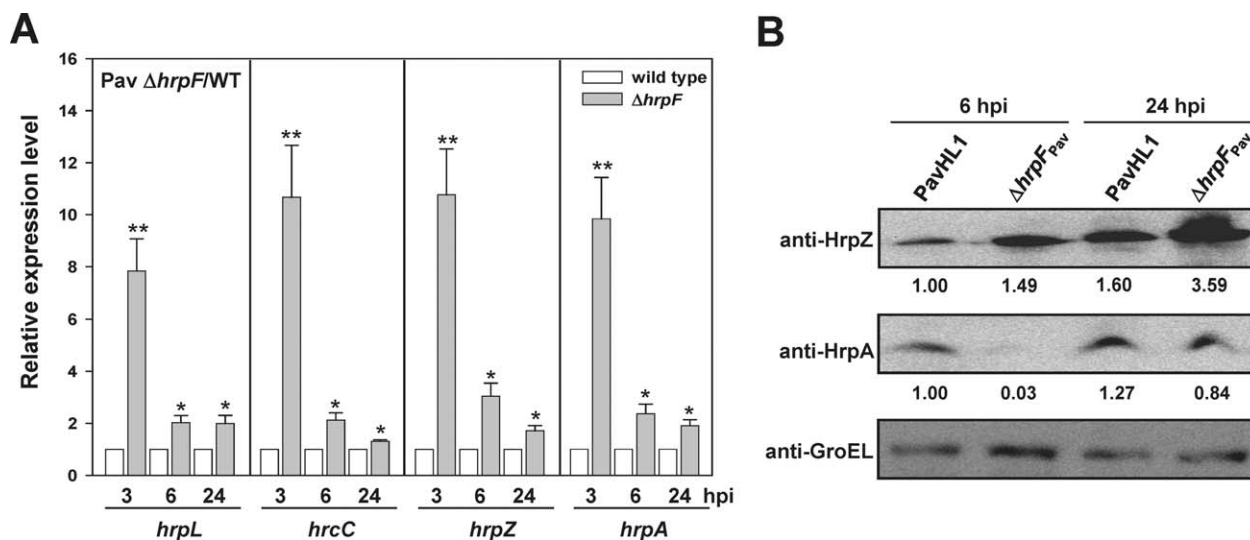 A
Relative expression level
16
14
12
10
8
6
4
2
0
Pav ΔhrpF/WT
wild type
ΔhrpF
** * *
** * *
** * *
** * *
3 6 24 3 6 24 3 6 24 3 6 24 hpi
hrpL hrcC hrpZ hrpA
B
6 hpi 24 hpi
PavHL1 ΔhrpFPav PavHL1 ΔhrpFPav
anti-HrpZ
1.00 1.49 1.60 3.59
anti-HrpA
1.00 0.03 1.27 0.84
anti-GroEL